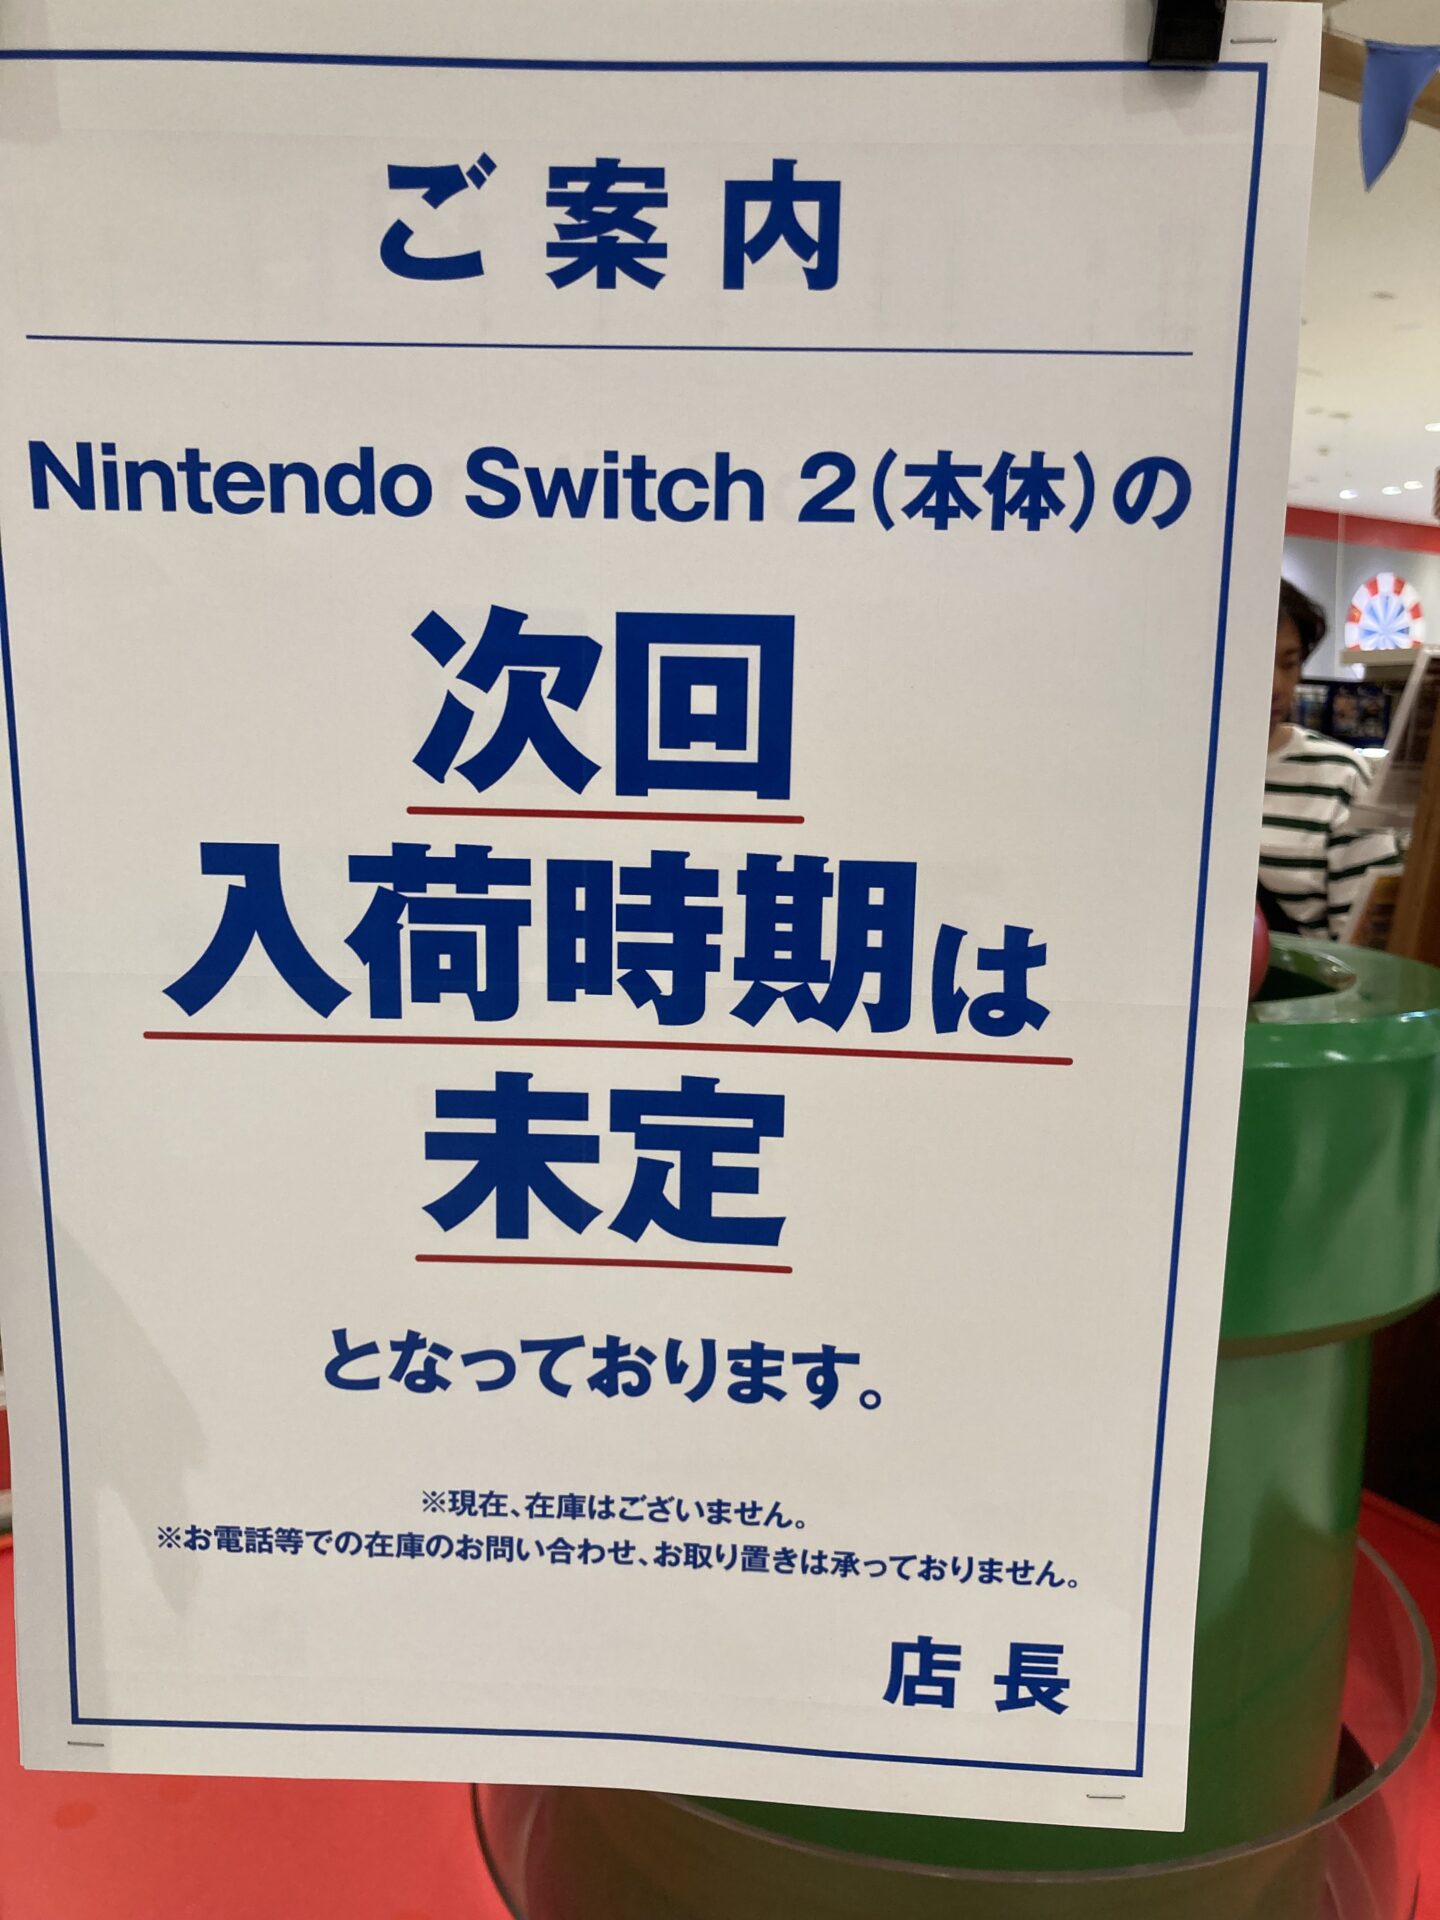 ご案内
Nintendo Switch 2(本体)の
次回
入荷時期は
未定
となっております。
※現在、在庫はございません。
※お電話等での在庫のお問い合わせ、お取り置きは承っておりません。
店長